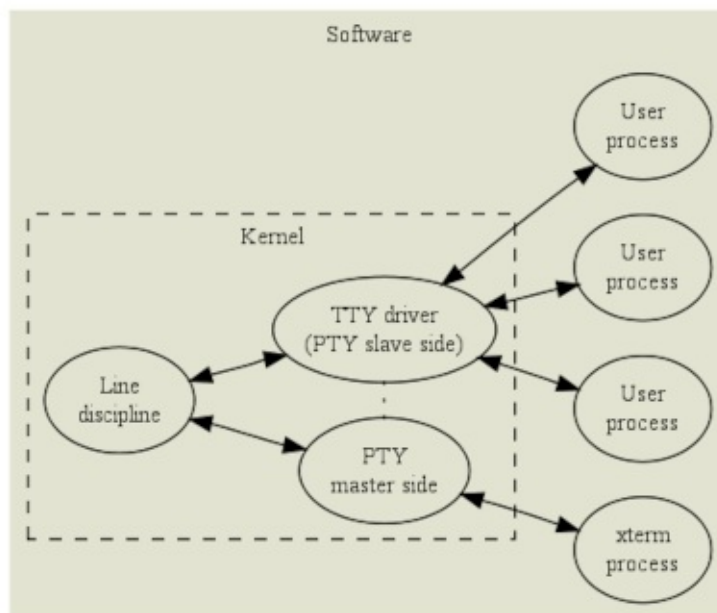 Software
User
process
Kernel
User
process
TTY driver
(PTY slave side)
Line
discipline
User
process
PTY
master side
xterm
process